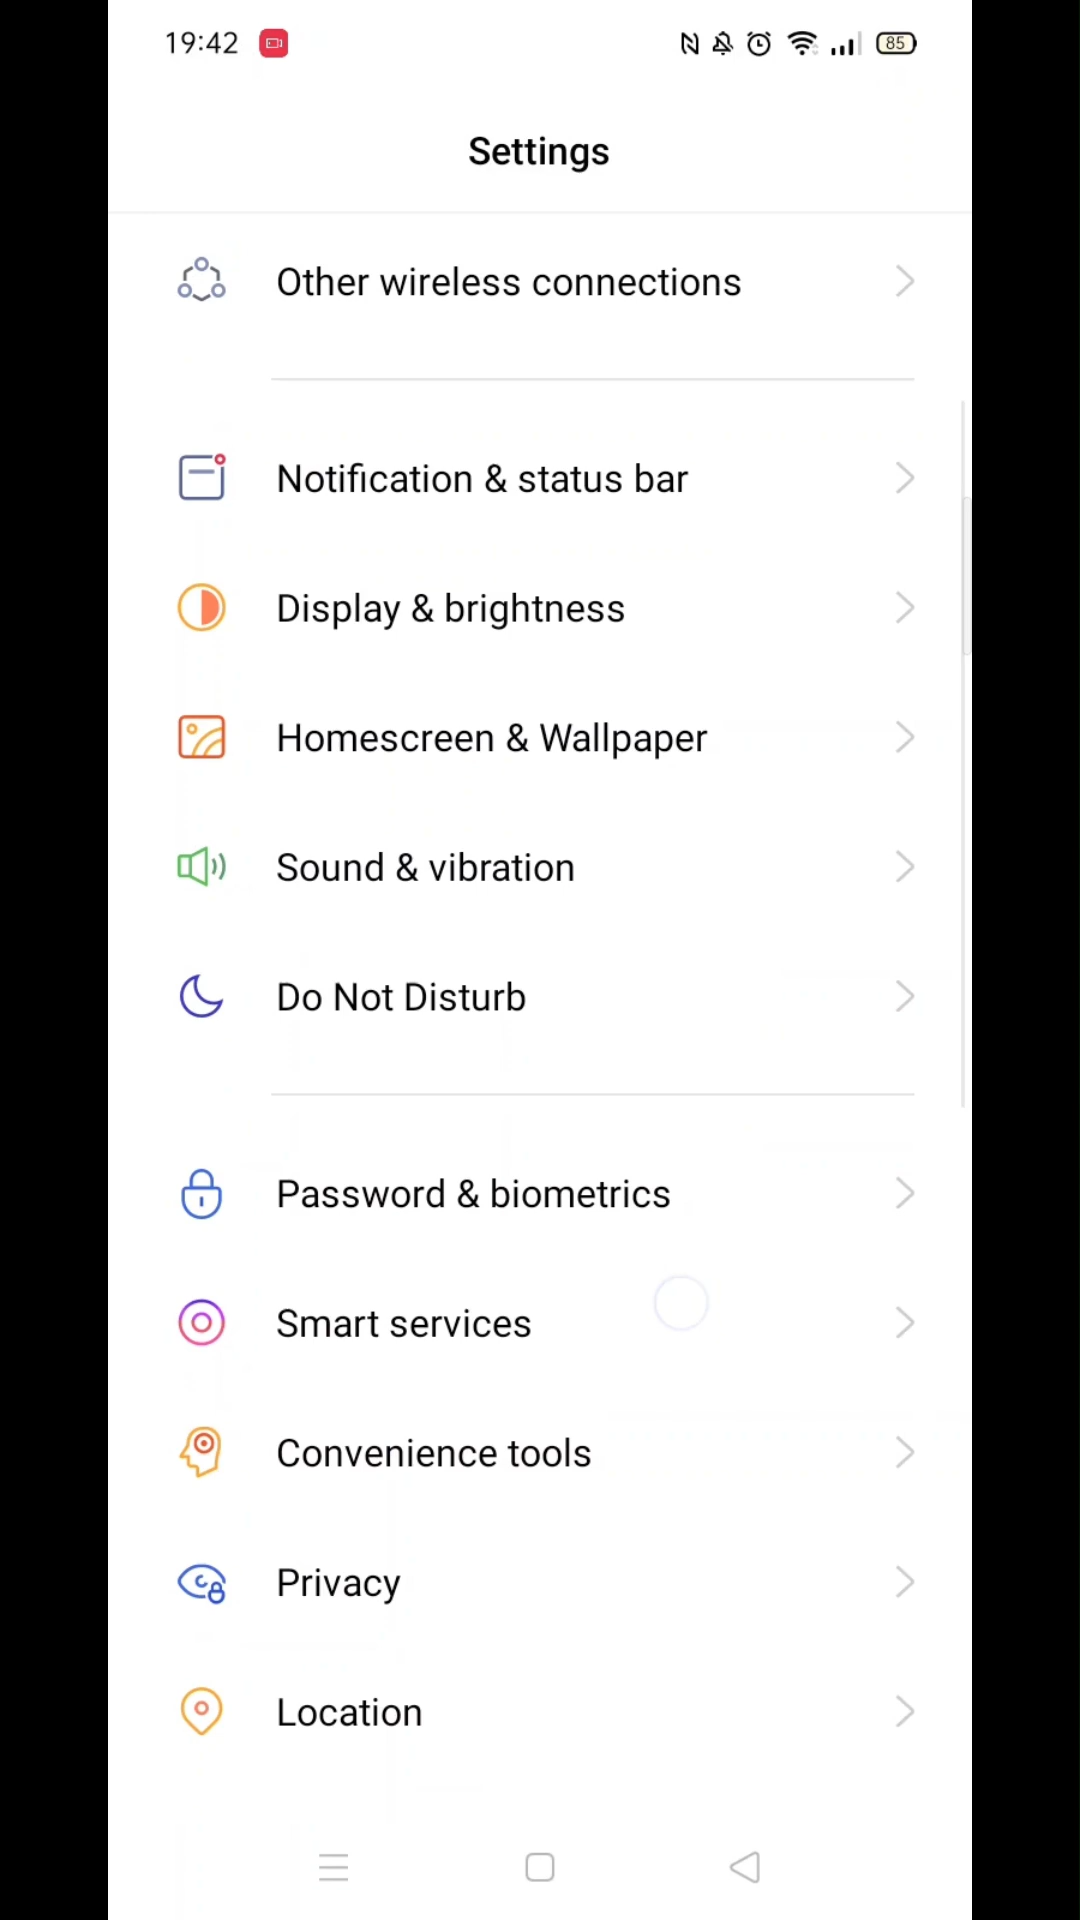 19:42
85
Settings
Other wireless connections
Notification & status bar
Display & brightness
Homescreen & Wallpaper
Sound & vibration
Do Not Disturb
Password & biometrics
Smart services
Convenience tools
Privacy
Location